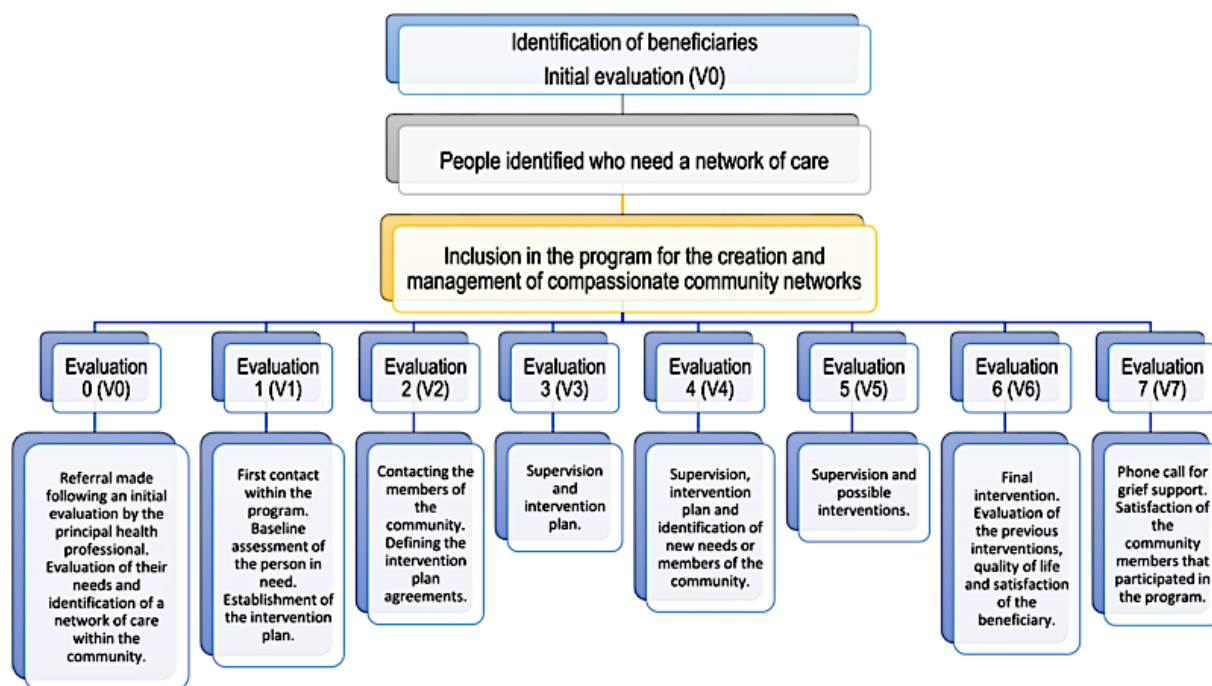 Identification of beneficiaries
Initial evaluation (V0)
People identified who need a network of care
Inclusion in the program for the creation and
management of compassionate community networks
Evaluation
0 (V0)
Evaluation
1 (V1)
Evaluation
2 (V2)
Evaluation
3 (V3)
Evaluation
4 (V4)
Evaluation
5 (V5)
Evaluation
6 (V6)
Evaluation
7 (V7)
Referral made
following an initial
evaluation by the
principal health
professional.
Evaluation of their
needs and
identification of a
network of care
within the
community.
First contact
within the
program.
Baseline
assessment of
the person in
need.
Establishment of
the intervention
plan.
Contacting the
members of
the
community.
Defining the
intervention
plan
agreements.
Supervision
and
intervention
plan.
Supervision,
intervention
plan and
identification of
new needs or
members of the
community.
Supervision and
possible
interventions.
Final
intervention.
Evaluation of
the previous
interventions,
quality of life
and satisfaction
of the
beneficiary.
Phone call for
grief support.
Satisfaction of
the
community
members that
participated in
the program.